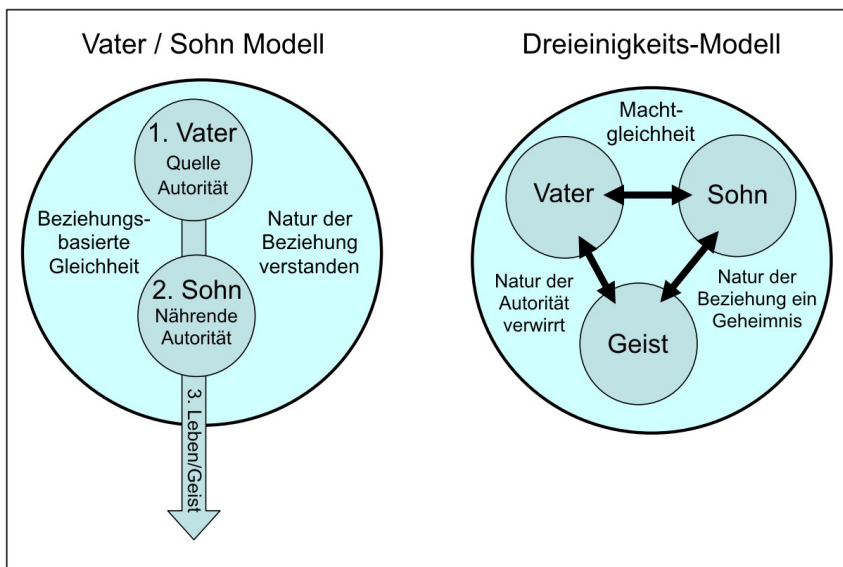 Vater / Sohn Modell
1. Vater
Quelle
Autorität
Beziehungs-
basierte
Gleichheit
Natur der
Beziehung
verstanden
2. Sohn
Nährende
Autorität
3. Leben/Geist
Dreieinigkeits-Modell
Macht-
gleichheit
Vater
Sohn
Natur der
Autorität
verwirrt
Natur der
Beziehung ein
Geheimnis
Geist